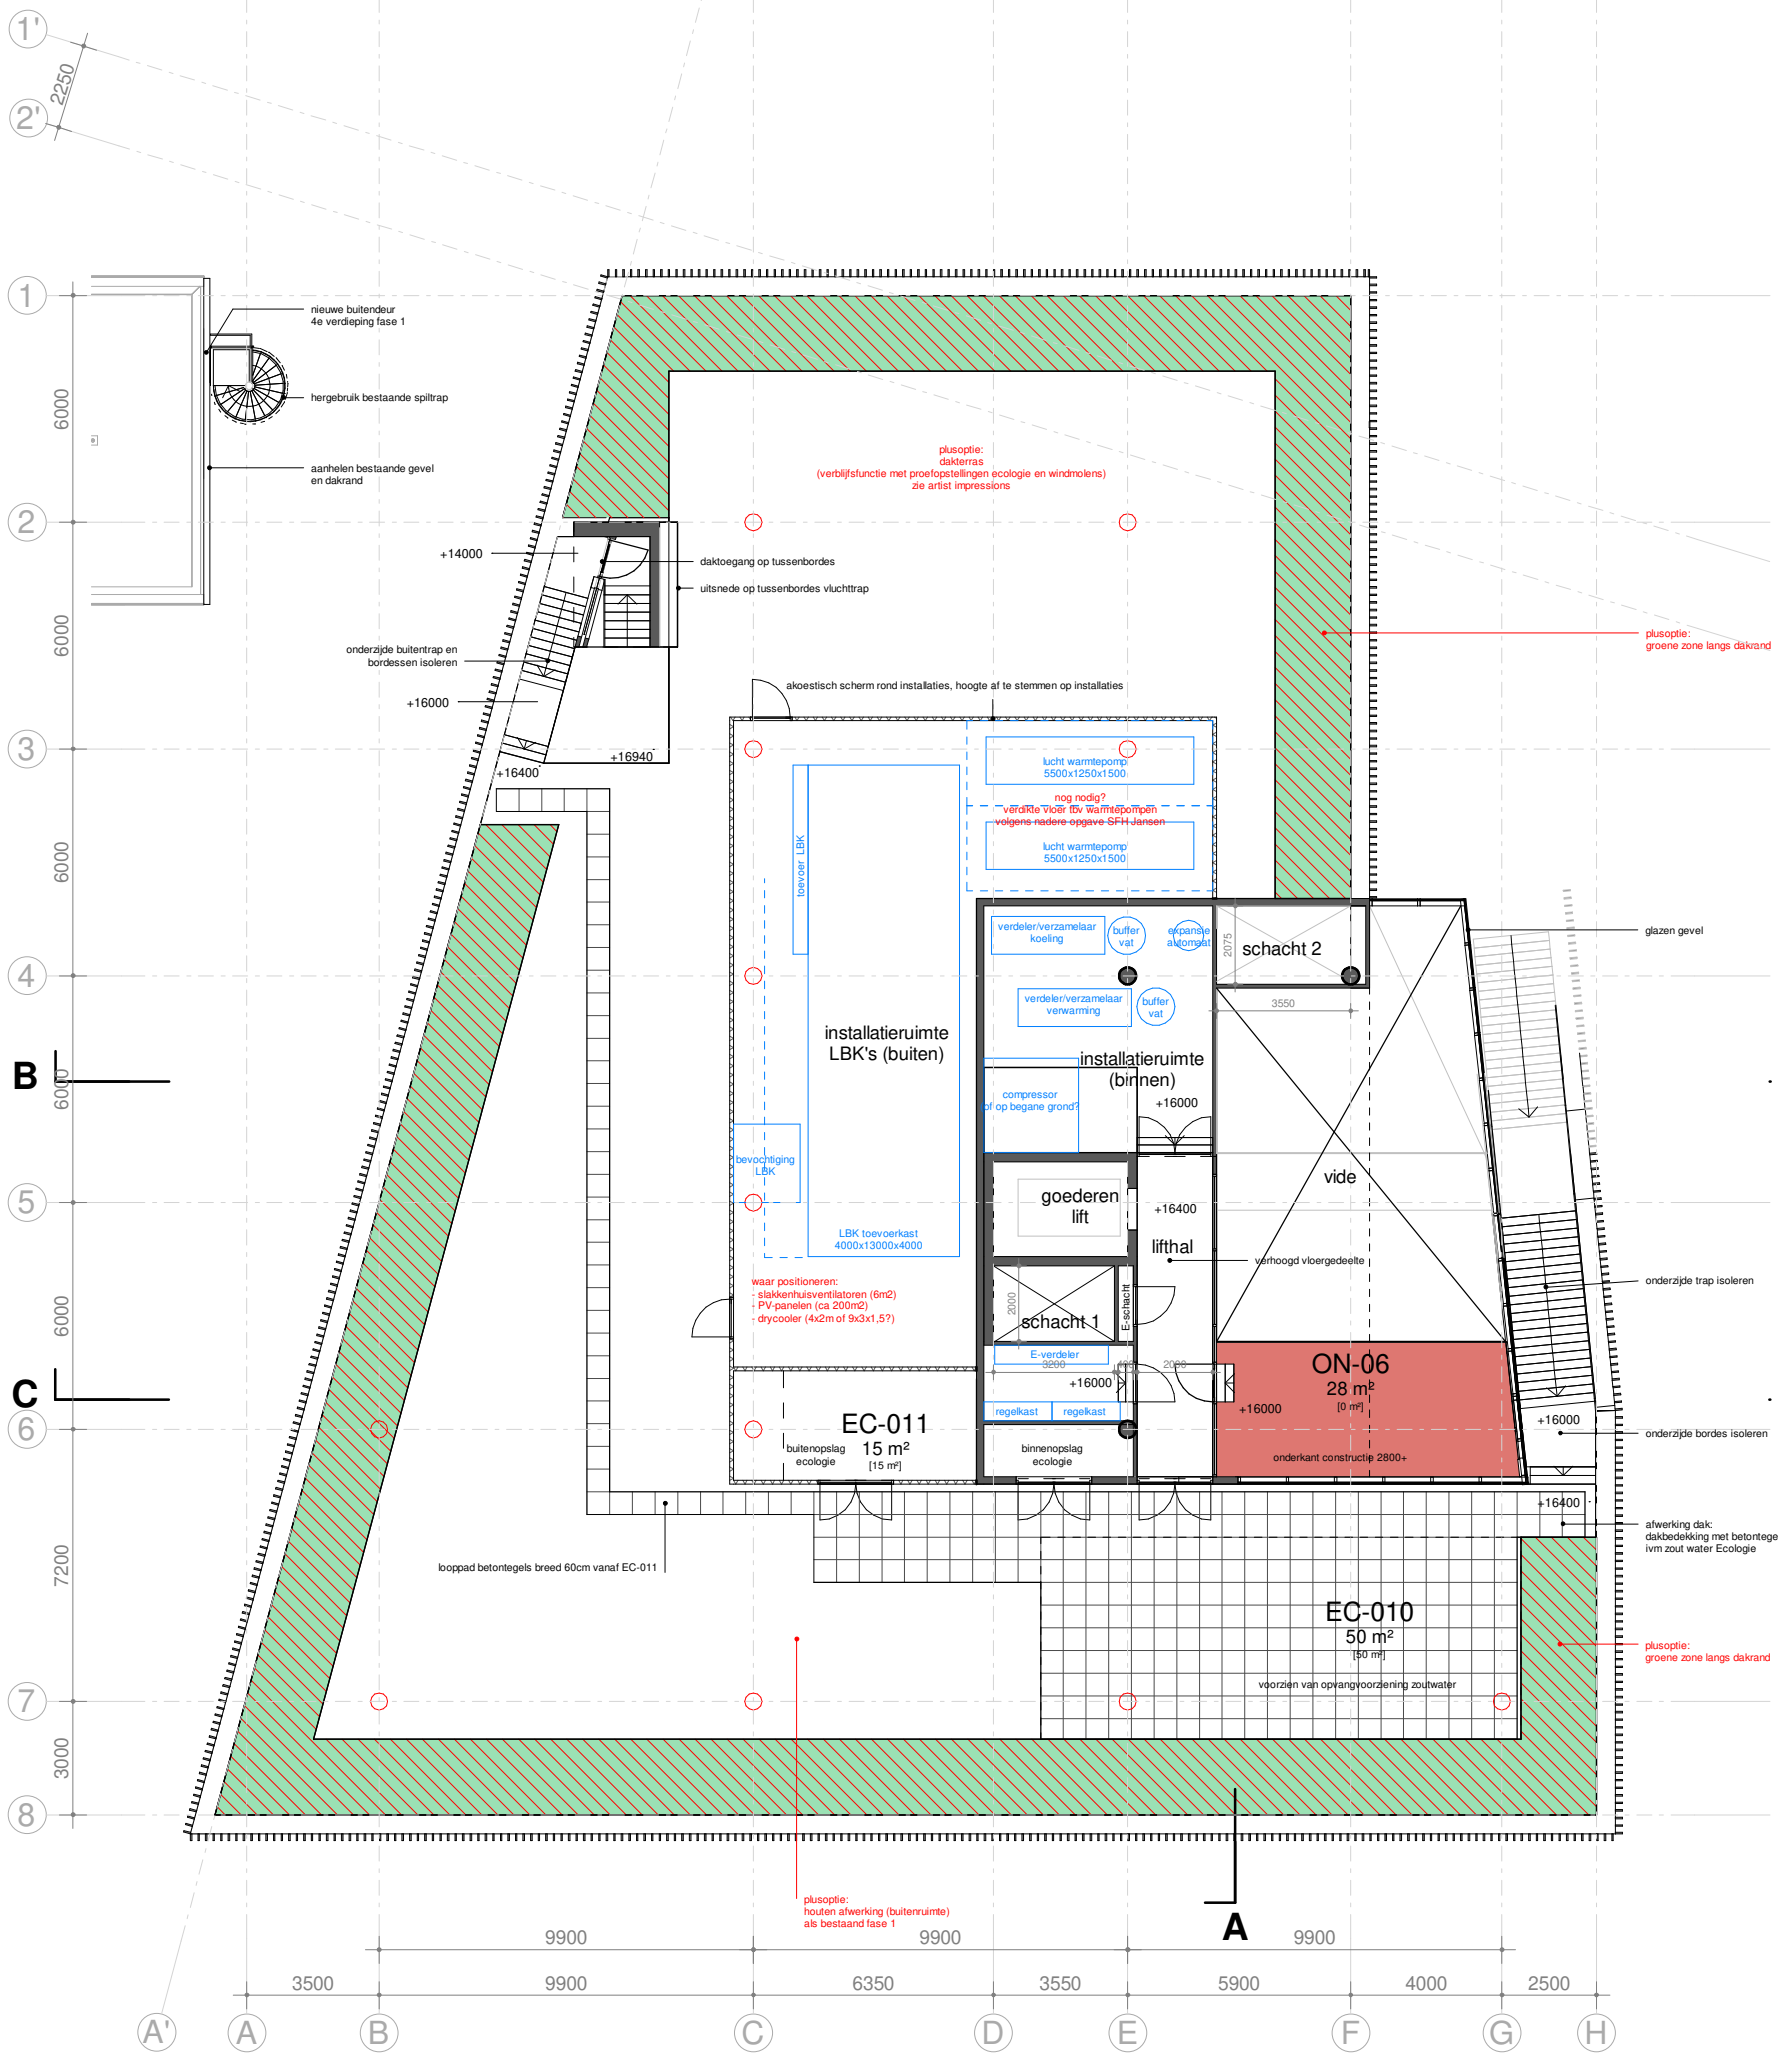 1'
2250
2'
1
nieuwe buitendeur
4e verdieping fase 1
6000
hergebruik bestaande spiltrap
aanhelen bestaande gevel
en dakrand
plusoptie:
dakterras
(verblijfsfunctie met proefopstellingen ecologie en windmolens)
zie artist impressions
2
+14000
daktoegang op tussenbordes
uitsnede op tussenbordes vluchttrap
6000
onderzijde buitentrap en
bordessen isoleren
plusoptie:
groene zone langs dakrand
akoestisch scherm rond installaties, hoogte af te stemmen op installaties
+16000
3
+16940
+16400
lucht warmtepomp
5500x1250x1500
nog nodig?
verdikte vloer tbv warmtepompen
volgens nadere opgave SFH Jansen
lucht warmtepomp
5500x1250x1500
6000
toevoer LBK
verdeler/verzamelaar
koeling
buffer
vat
expansie
automaat
2075
schacht 2
glazen gevel
4
verdeler/verzamelaar
verwarming
buffer
vat
3550
installatieruimte
LBK's (buiten)
installatieruimte
(binnen)
B
6000
compressor
of op begane grond?
+16000
bevochtiging
LBK
vide
5
goederen
lift
+16400
LBK toevoerkast
4000x13000x4000
lifthal
verhoogd vloergedeelte
onderzijde trap isoleren
waar positioneren:
- slakkenhuisventilatoren (6m2)
- PV-panelen (ca 200m2)
- drycooler (4x2m of 9x3x1,5?)
6000
2000
schacht 1
E-schacht
E-verdeler
3200
400
2000
ON-06
28 m²
[0 m²]
C
+16000
+16000
regelkast
regelkast
+16000
6
EC-011
15 m²
[15 m²]
buitenopslag
ecologie
binnenopslag
ecologie
onderzijde bordes isoleren
onderkant constructie 2800+
+16400
afwerking dak:
dakbedekking met betontege
ivm zout water Ecologie
7200
looppad betontegels breed 60cm vanaf EC-011
EC-010
50 m²
[50 m²]
plusoptie:
groene zone langs dakrand
voorzien van opvangvoorziening zoutwater
7
3000
8
plusoptie:
houten afwerking (buitenruimte)
als bestaand fase 1
A
9900
9900
9900
3500
9900
6350
3550
5900
4000
2500
A'
A
B
C
D
E
F
G
H